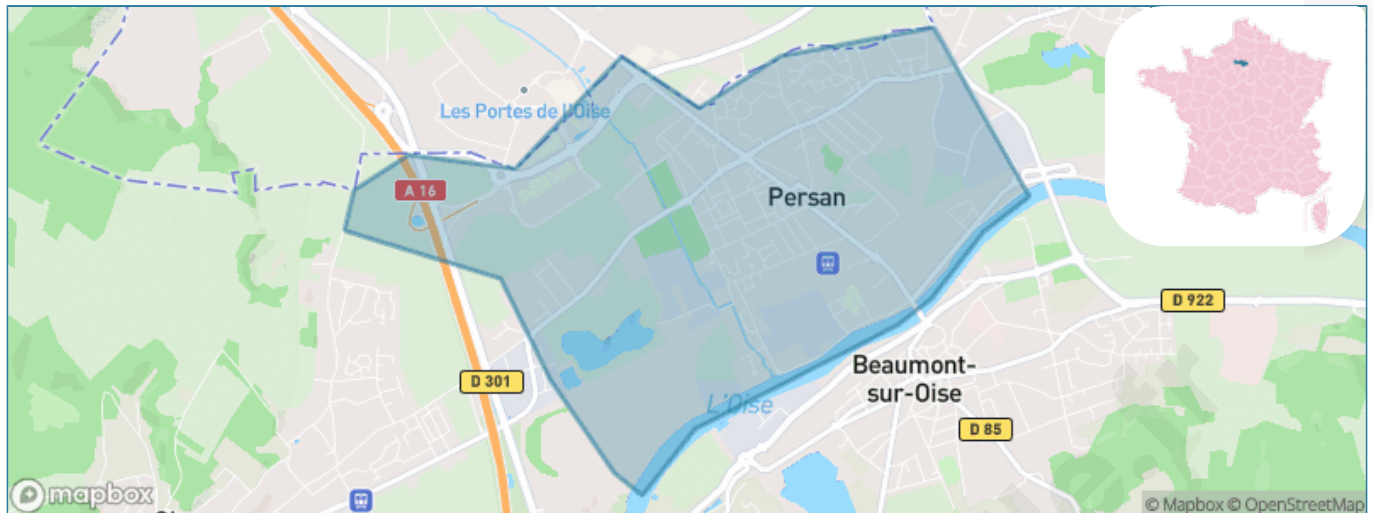 Les Portes de l'Oise
A 16
Persan
D 922
Beaumont-
sur-Oise
D 301
L'Oise
D 85
mapbox
© Mapbox © OpenStreetMap